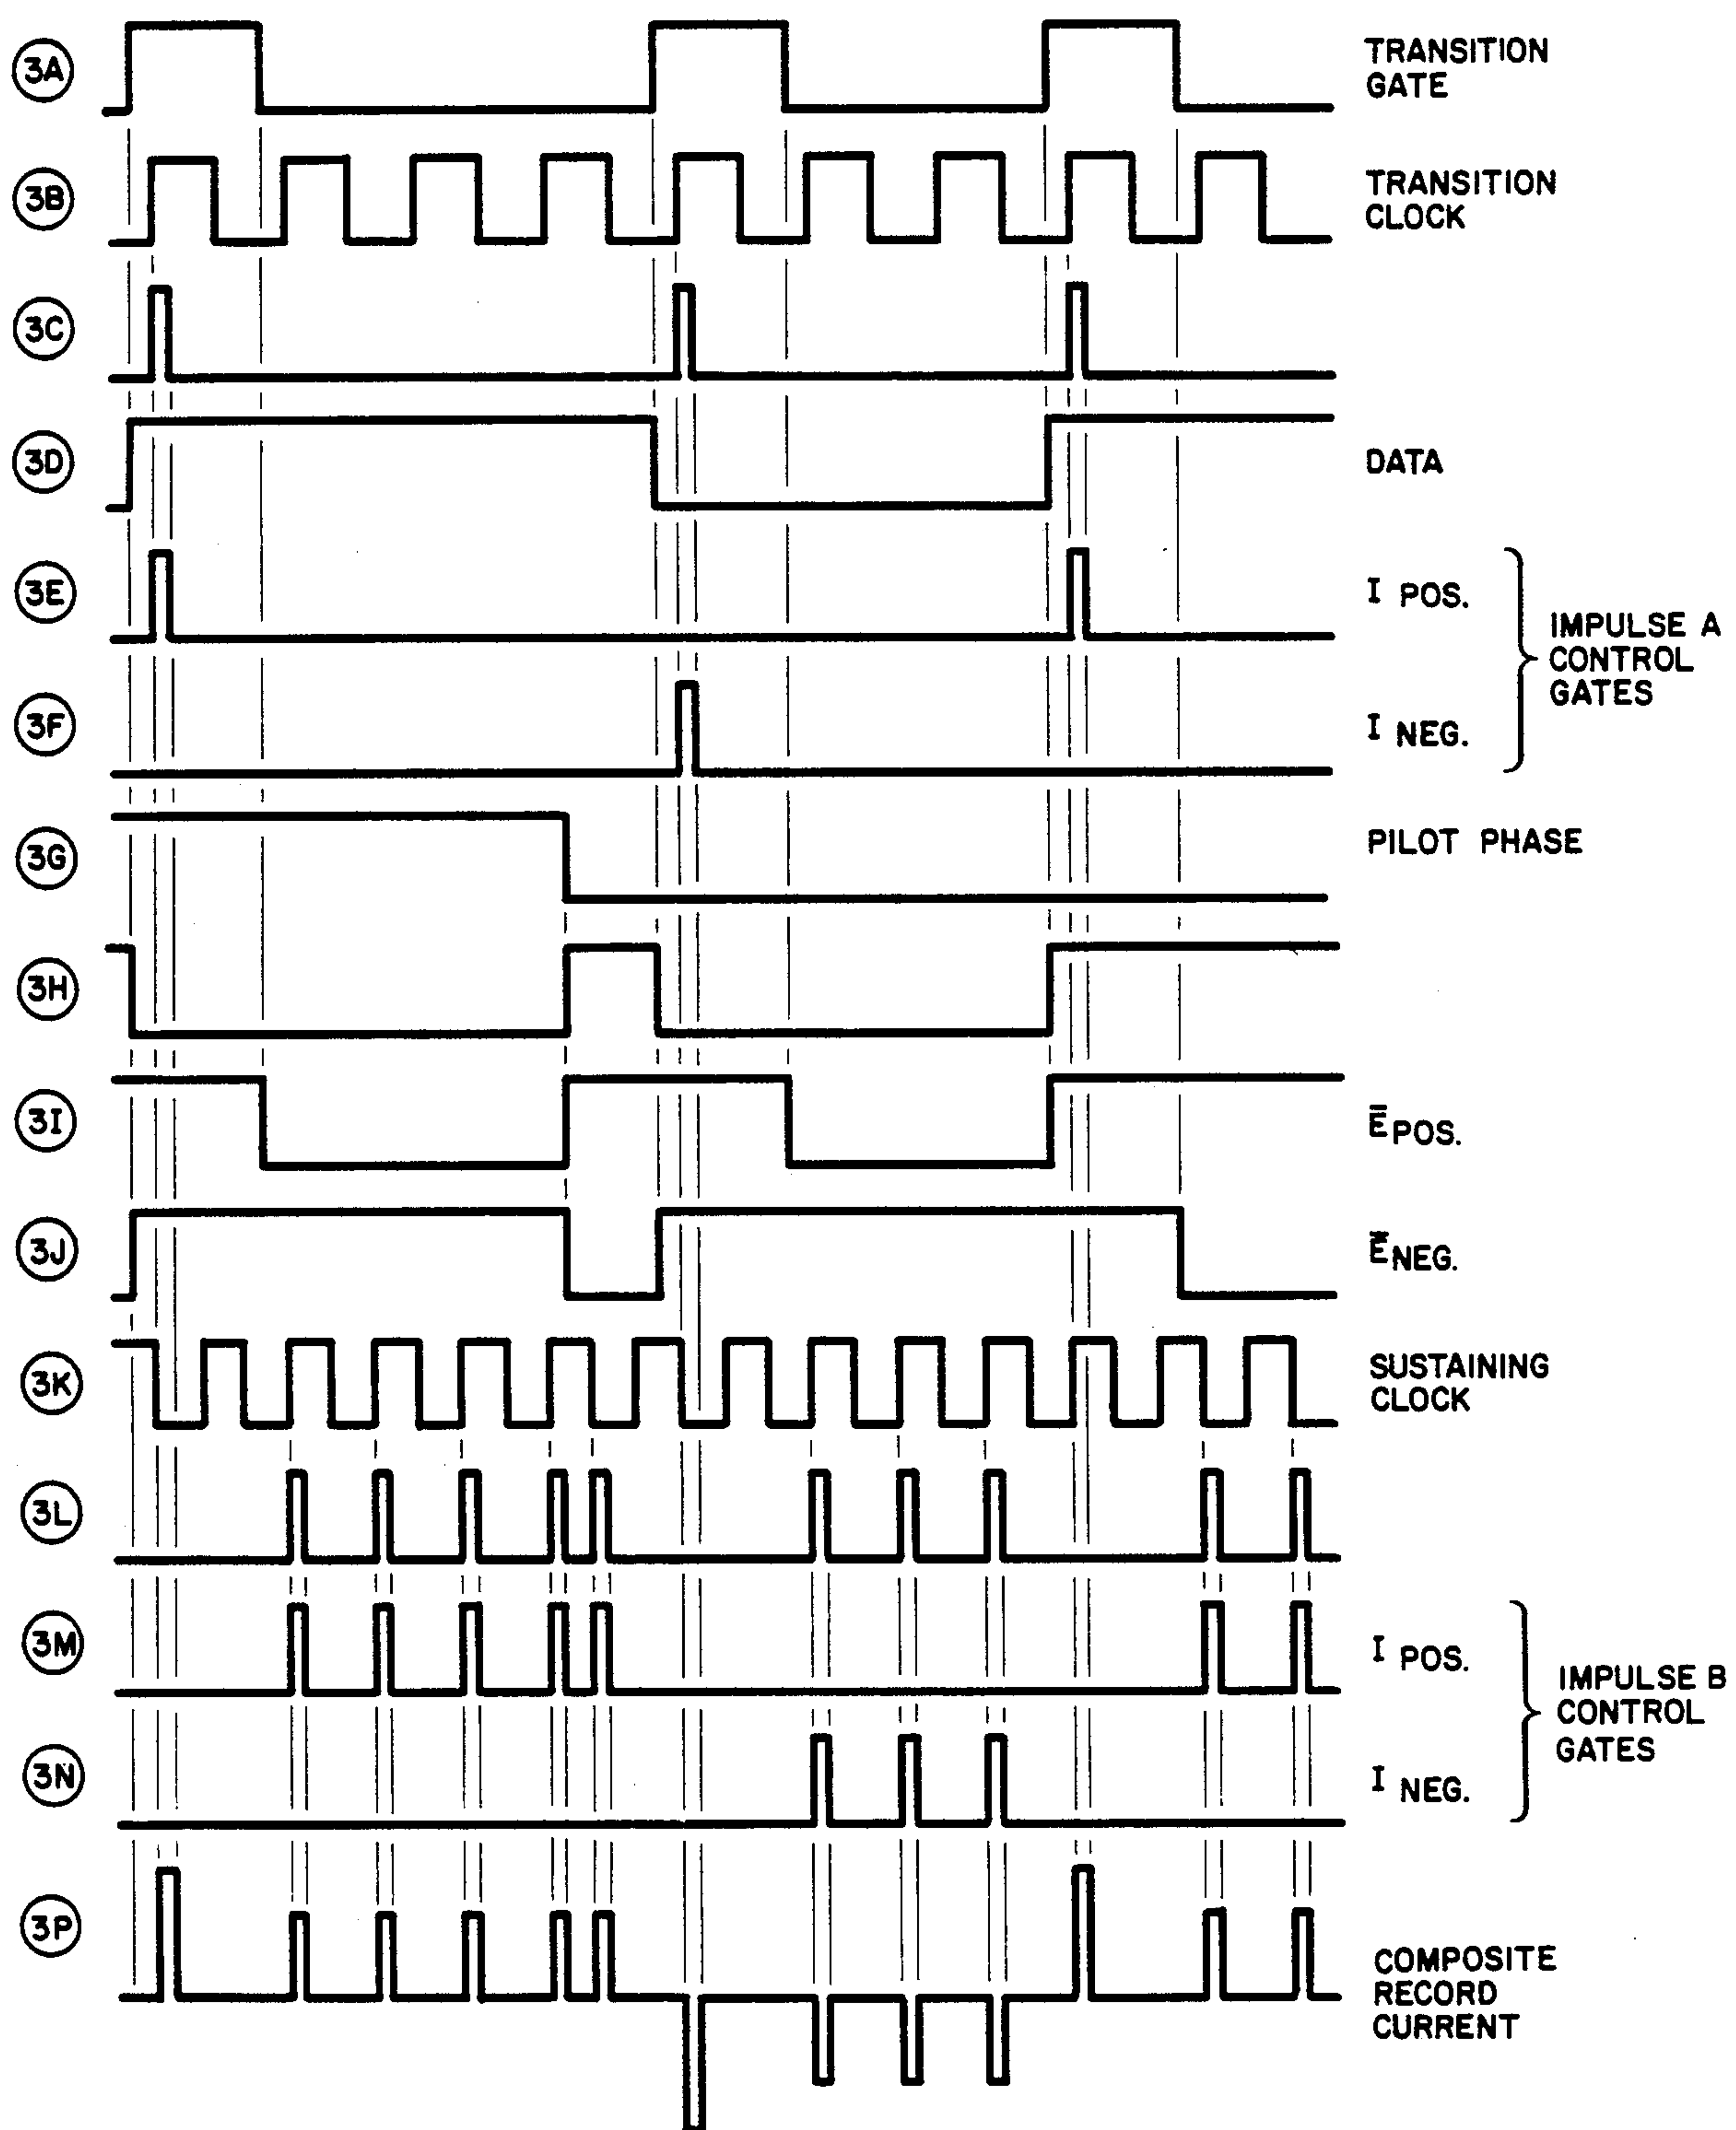 3A
TRANSITION
GATE
3B
TRANSITION
CLOCK
3C
3D
DATA
3E
I POS.
IMPULSE A
CONTROL
GATES
3F
I NEG.
3G
PILOT PHASE
3H
3I
E̅ POS.
3J
E̅ NEG.
3K
SUSTAINING
CLOCK
3L
3M
I POS.
IMPULSE B
CONTROL
GATES
3N
I NEG.
3P
COMPOSITE
RECORD
CURRENT